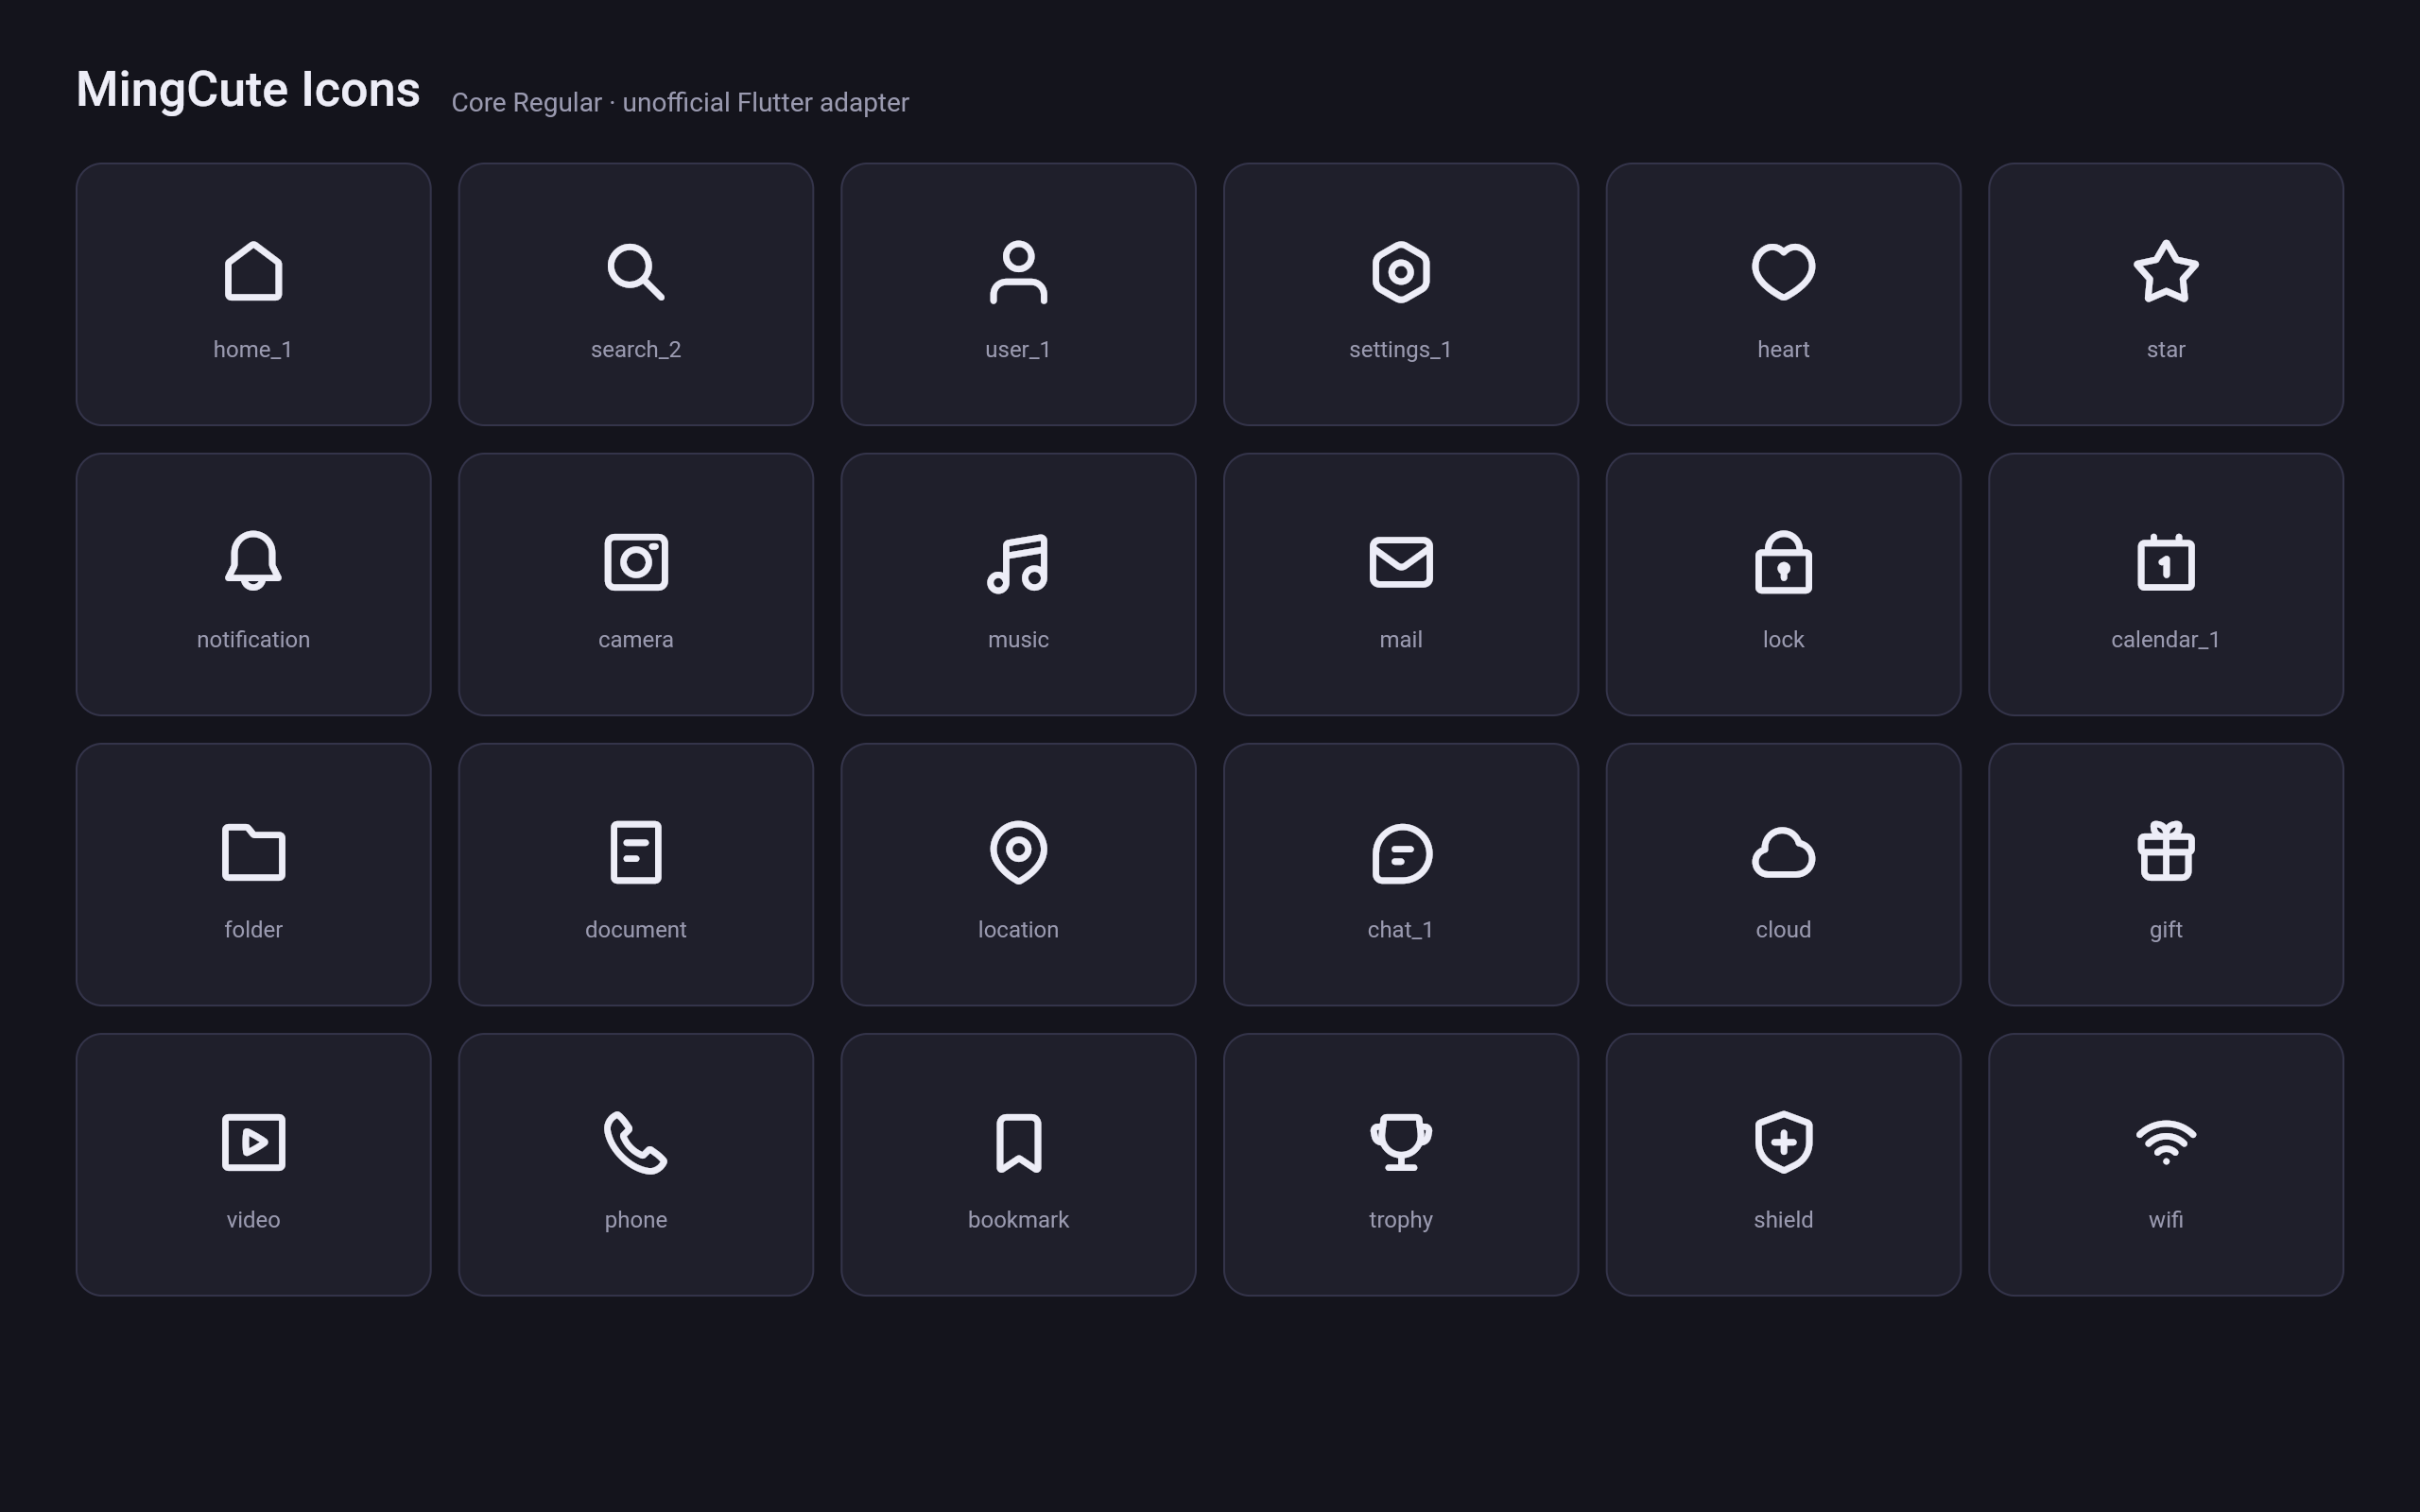 MingCute Icons Core Regular · unofficial Flutter adapter
home_1 search_2 user_1 settings_1 heart star
notification camera music mail lock 1 calendar_1
folder document location chat_1 cloud gift
video phone bookmark trophy shield wifi